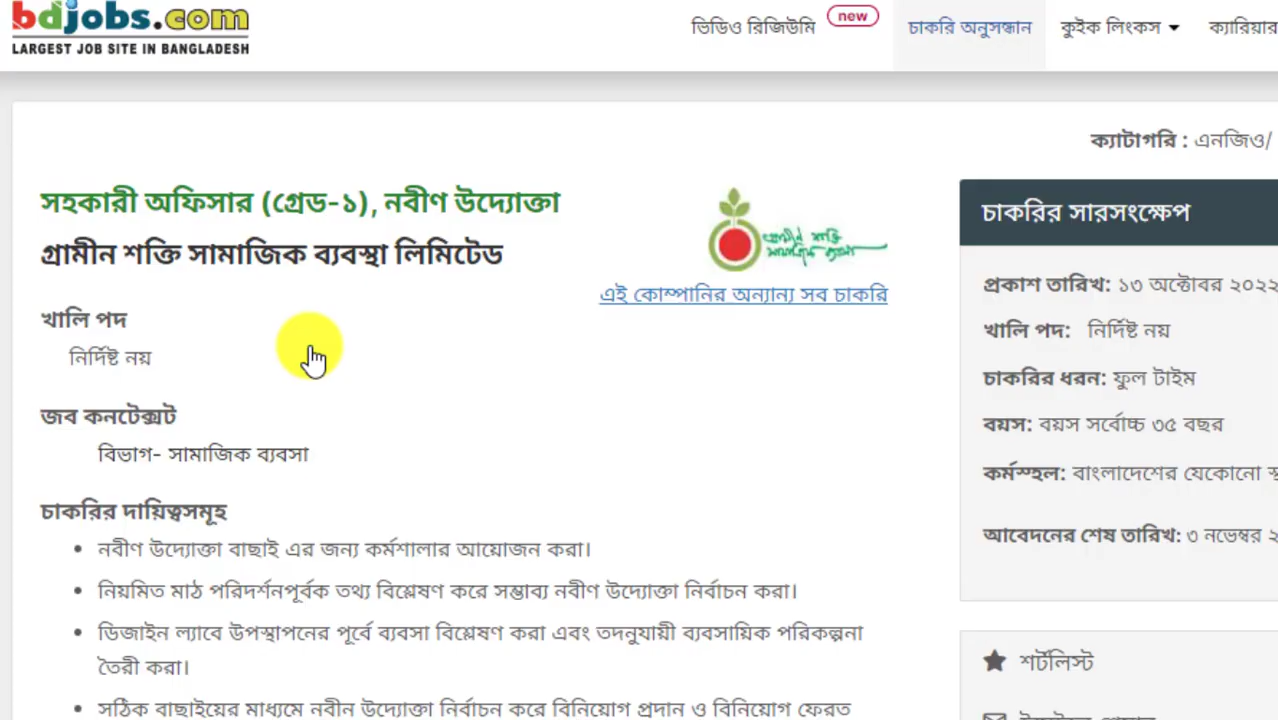 bdjobs.com
LARGEST JOB SITE IN BANGLADESH
ভিডিও রিজিউমি new চাকরি অনুসন্ধান কুইক লিংকস ক্যারিয়ার
ক্যাটাগরি : এনজিও/
সহকারী অফিসার (গ্রেড-১), নবীণ উদ্যোক্তা
গ্রামীন শক্তি সামাজিক ব্যবস্থা লিমিটেড
গ্রামীন শক্তি
সামাজিক ব্যবসা
এই কোম্পানির অন্যান্য সব চাকরি
খালি পদ
নির্দিষ্ট নয়
জব কনটেক্সট
বিভাগ- সামাজিক ব্যবসা
চাকরির দায়িত্বসমূহ
নবীণ উদ্যোক্তা বাছাই এর জন্য কর্মশালার আয়োজন করা।
নিয়মিত মাঠ পরিদর্শনপূর্বক তথ্য বিশ্লেষণ করে সম্ভাব্য নবীণ উদ্যোক্তা নির্বাচন করা।
ডিজাইন ল্যাবে উপস্থাপনের পূর্বে ব্যবসা বিশ্লেষণ করা এবং তদনুযায়ী ব্যবসায়িক পরিকল্পনা
তৈরী করা।
সঠিক বাছাইয়ের মাধ্যমে নবীন উদ্যোক্তা নির্বাচন করে বিনিয়োগ প্রদান ও বিনিয়োগ ফেরত
চাকরির সারসংক্ষেপ
প্রকাশ তারিখ: ১৩ অক্টোবর ২০২২
খালি পদ: নির্দিষ্ট নয়
চাকরির ধরন: ফুল টাইম
বয়স: বয়স সর্বোচ্চ ৩৫ বছর
কর্মস্হল: বাংলাদেশের যেকোনো
আবেদনের শেষ তারিখ: ৩ নভেম্বর ২
শর্টলিস্ট